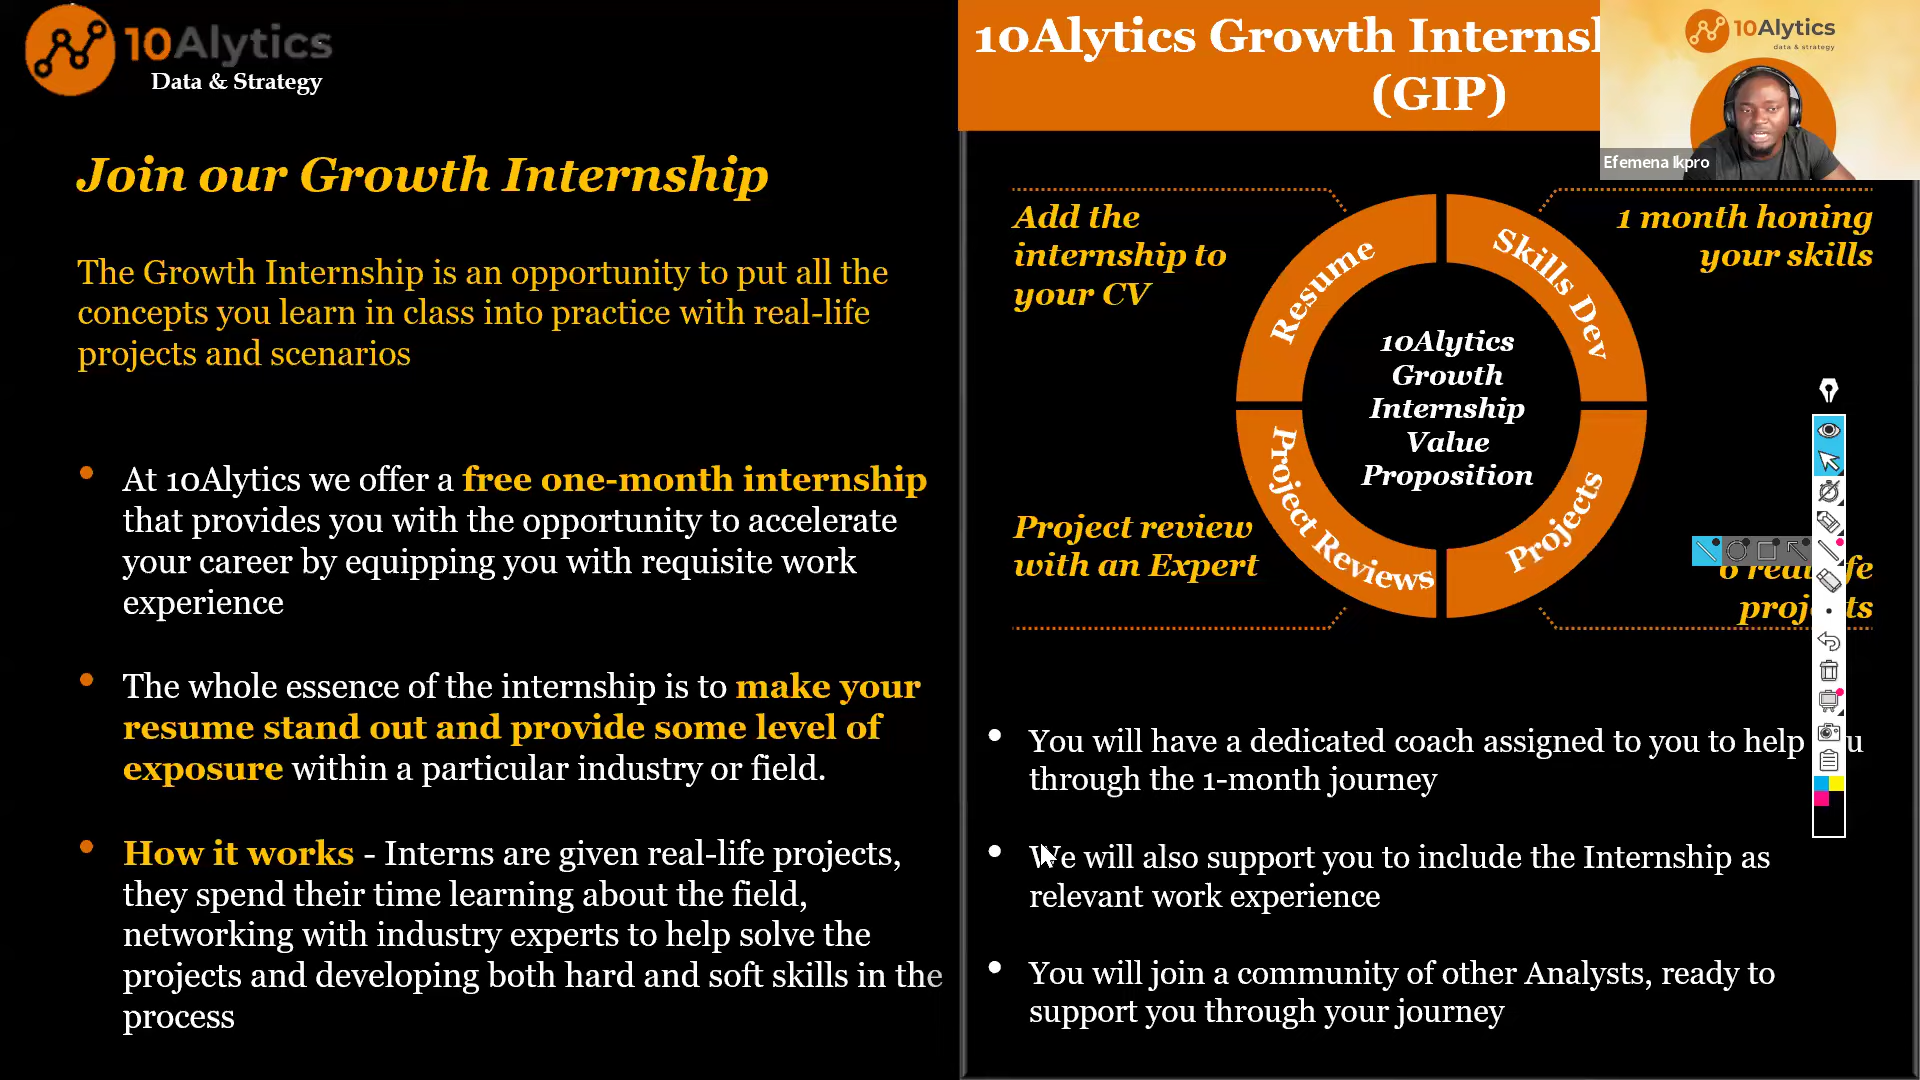 10Alytics
Data & Strategy
Join our Growth Internship
The Growth Internship is an opportunity to put all the
concepts you learn in class into practice with real-life
projects and scenarios
• At 10Alytics we offer a free one-month internship
that provides you with the opportunity to accelerate
your career by equipping you with requisite work
experience
• The whole essence of the internship is to make your
resume stand out and provide some level of
exposure within a particular industry or field.
• How it works - Interns are given real-life projects,
they spend their time learning about the field,
networking with industry experts to help solve the
projects and developing both hard and soft skills in the
process
10Alytics Growth
(GIP)
10Alytics
data & strategy
Efemena Ikpro
Add the
internship to
your CV
1 month honing
your skills
Resume
Skills Dev
10Alytics
Growth
Internship
Value
Proposition
Project Reviews
Projects
Project review
with an Expert
• You will have a dedicated coach assigned to you to help
through the 1-month journey
• We will also support you to include the Internship as
relevant work experience
• You will join a community of other Analysts, ready to
support you through your journey